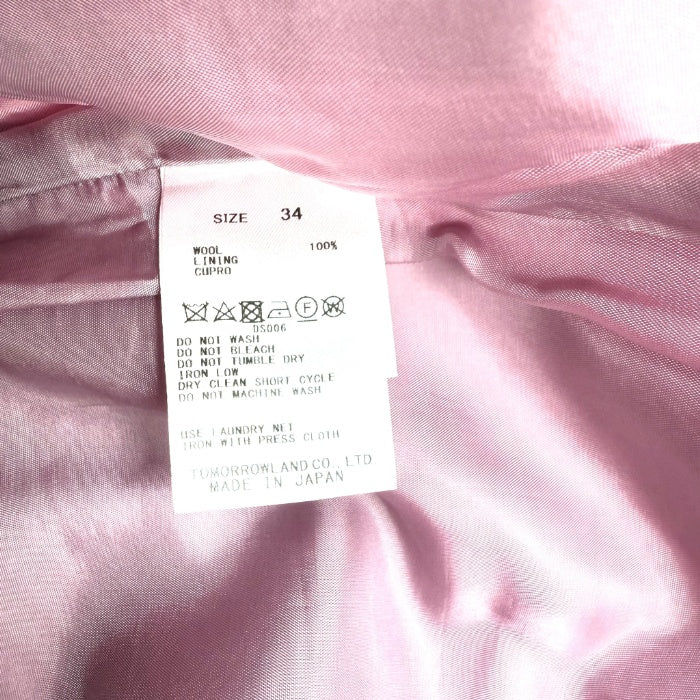 SIZE 34
WOOL 100%
LINING
CUPRO
F W
DS006
DO NOT WASH
DO NOT BLEACH
DO NOT TUMBLE DRY
IRON LOW
DRY CLEAN SHORT CYCLE
DO NOT MACHINE WASH
USE LAUNDRY NET
IRON WITH PRESS CLOTH
TOMORROWLAND CO., LTD
MADE IN JAPAN